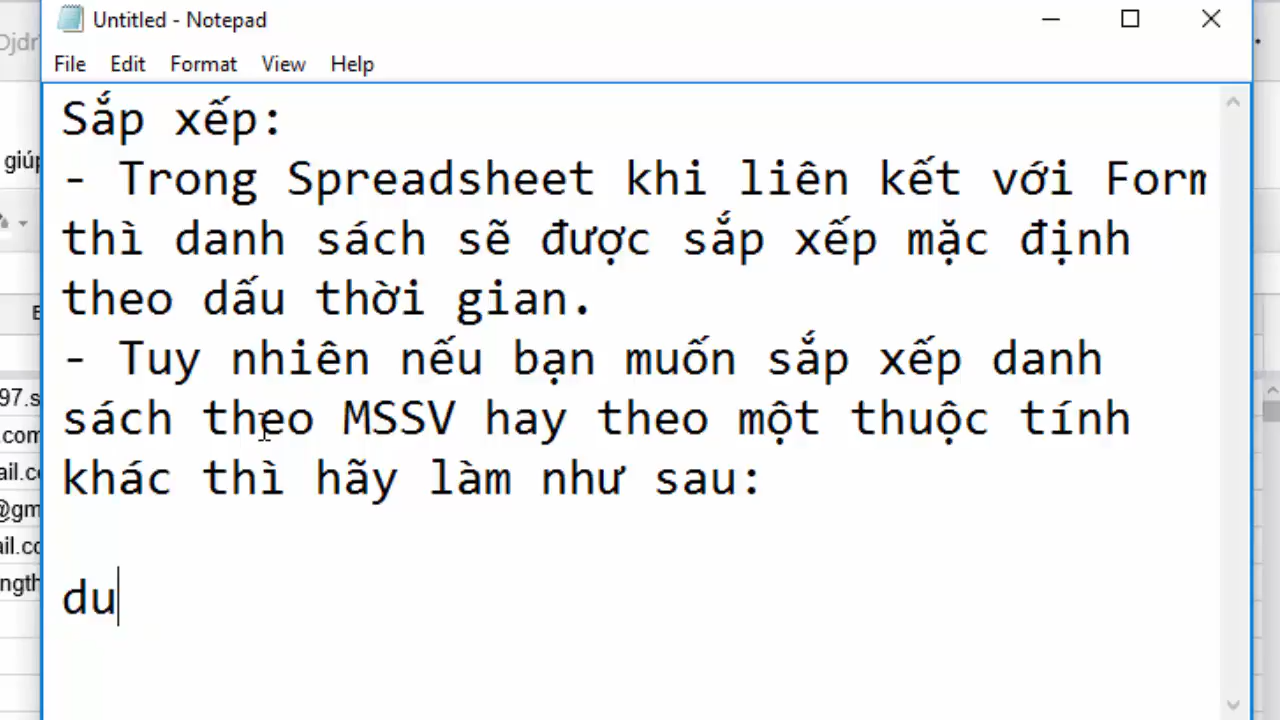 Untitled - Notepad
File Edit Format View Help
Sắp xếp:
- Trong Spreadsheet khi liên kết với Form
thì danh sách sẽ được sắp xếp mặc định
theo dấu thời gian.
- Tuy nhiên nếu bạn muốn sắp xếp danh
sách theo MSSV hay theo một thuộc tính
khác thì hãy làm như sau:
du